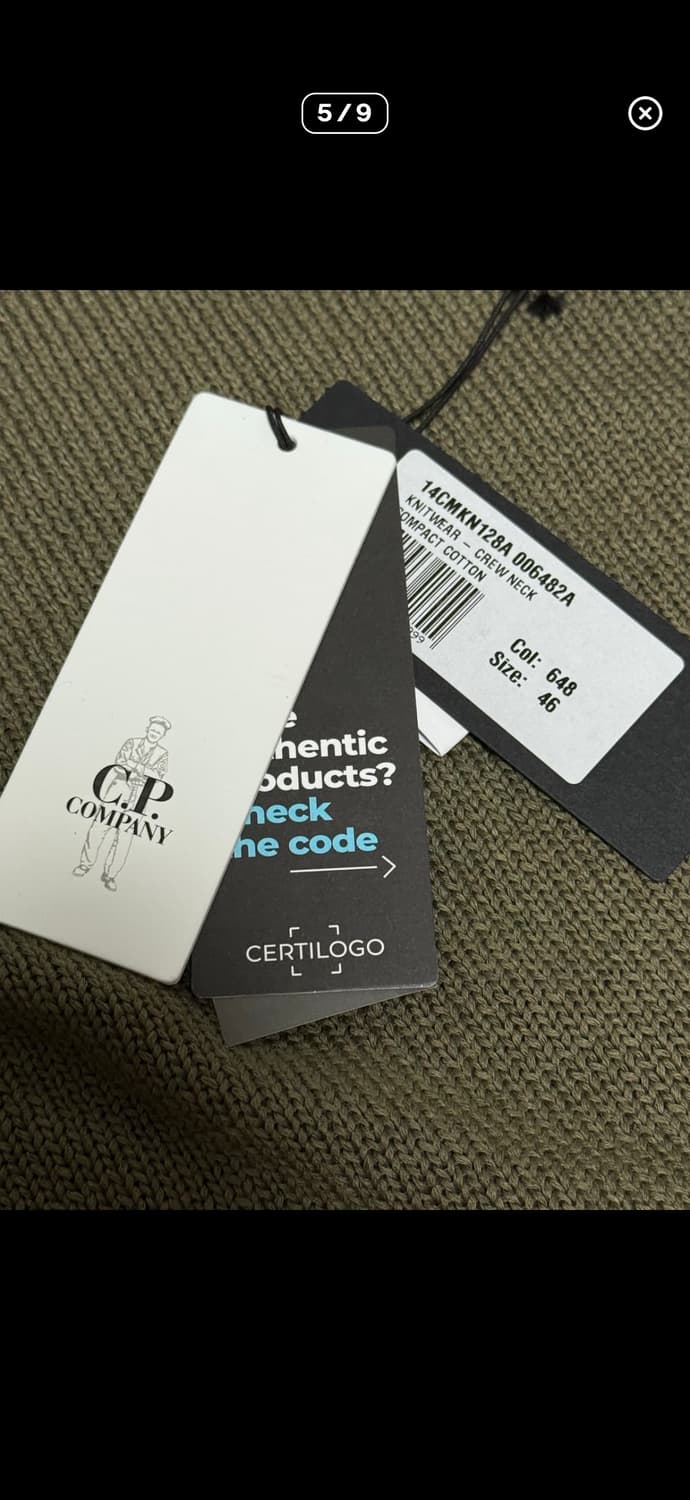 5/9
14CMKN128A 006482A
KNITWEAR - CREW NECK
COMPACT COTTON
Col: 648
Size: 46
C.P.
COMPANY
hentic
oducts?
heck
he code
CERTILOGO